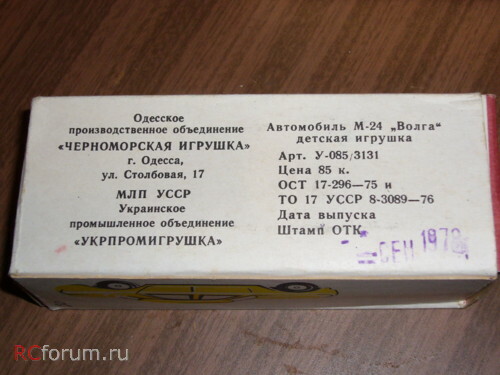 Одесское
производственное объединение
«ЧЕРНОМОРСКАЯ ИГРУШКА»
г. Одесса,
ул. Столбовая, 17
МЛП УССР
Украинское
промышленное объединение
«УКРПРОМИГРУШКА»
Автомобиль М-24 „Волга“
детская игрушка
Арт. У-085/3131
Цена 85 к.
ОСТ 17-296—75 и
ТО 17 УССР 8-3089—76
Дата выпуска
Штамп ОТК
СЕН 1978
RCforum.ru